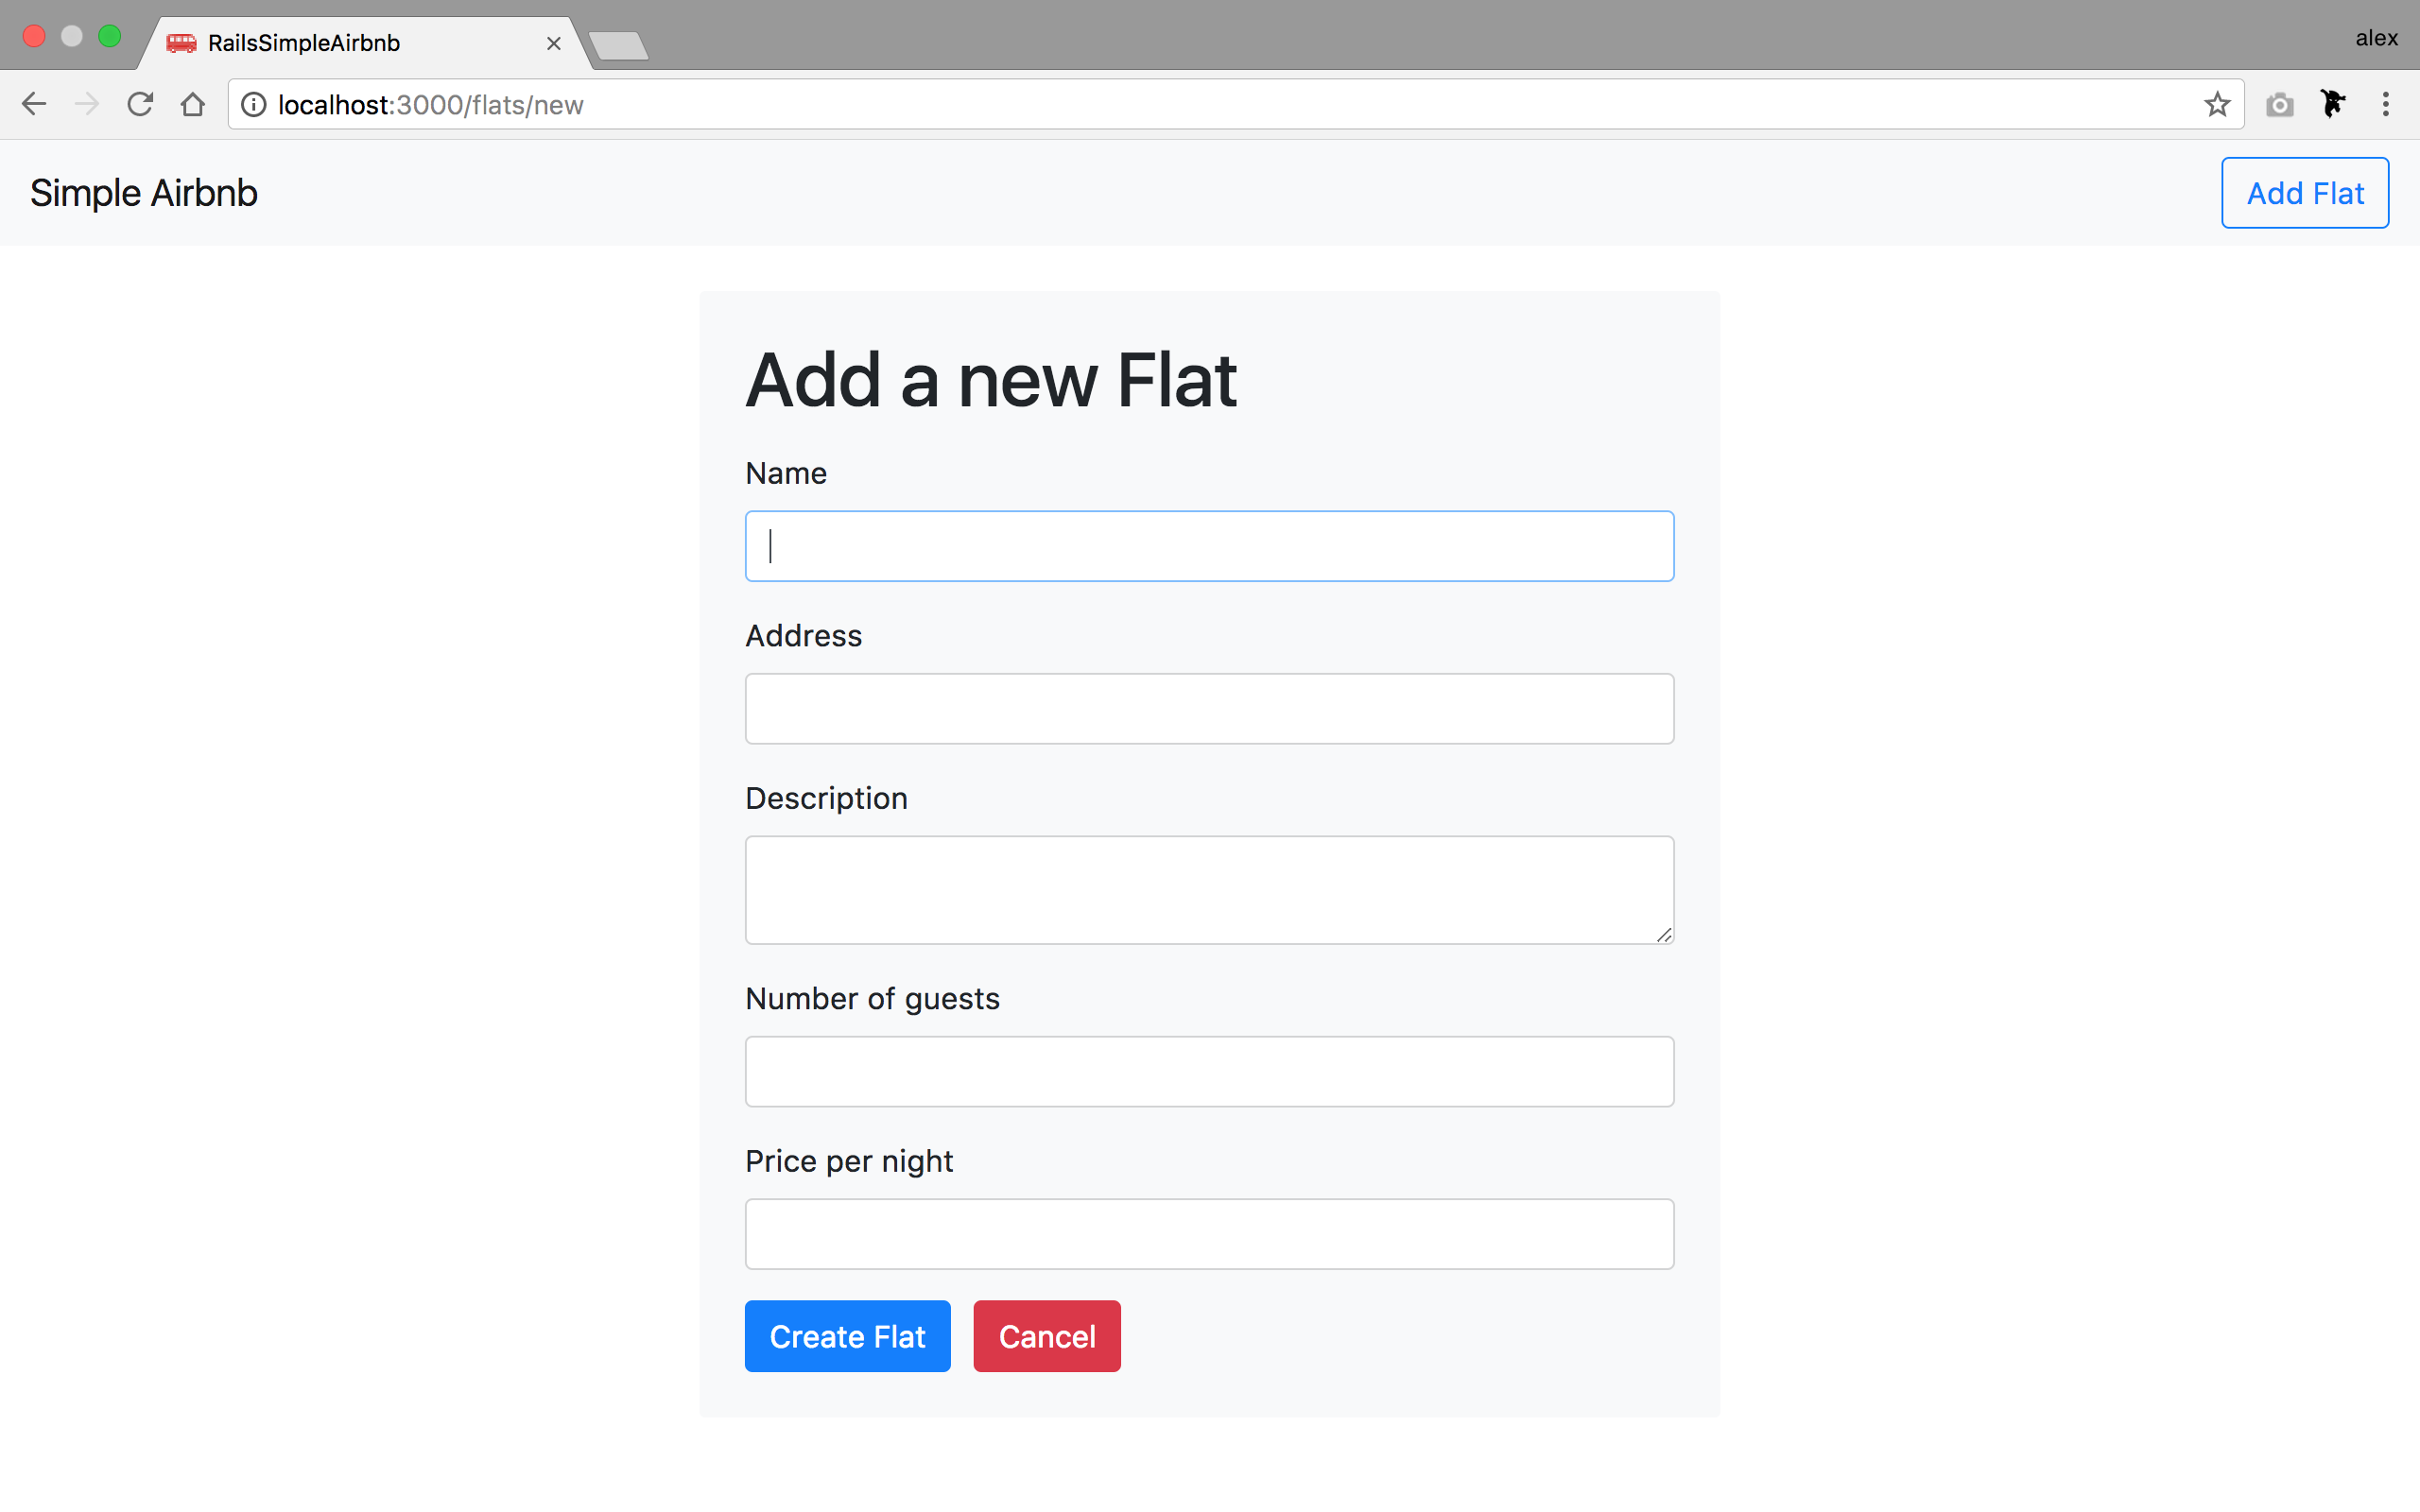 RailsSimpleAirbnb
alex
localhost:3000/flats/new
Simple Airbnb
Add Flat
Add a new Flat
Name
Address
Description
Number of guests
Price per night
Create Flat
Cancel